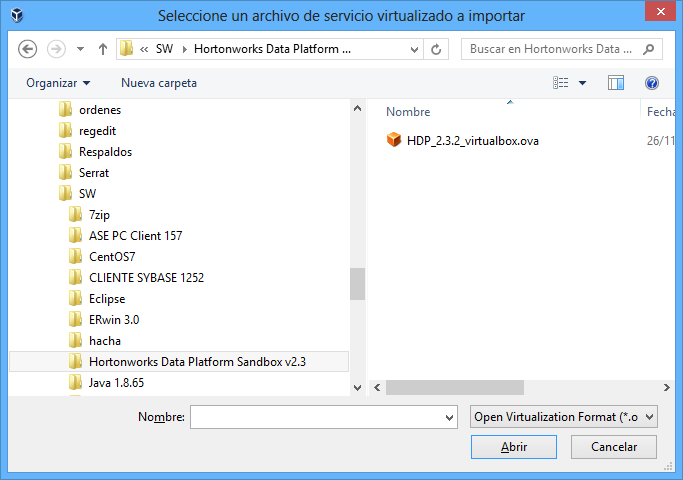 Seleccione un archivo de servicio virtualizado a importar
« SW Hortonworks Data Platform ...
Buscar en Hortonworks Data ...
Organizar
Nueva carpeta
ordenes
regedit
Respaldos
Serrat
SW
7zip
ASE PC Client 157
CentOS7
CLIENTE SYBASE 1252
Eclipse
ERwin 3.0
hacha
Hortonworks Data Platform Sandbox v2.3
Java 1.8.65
Nombre
Fecha
HDP_2.3.2_virtualbox.ova
26/11
Nombre:
Open Virtualization Format (*.o
Abrir
Cancelar